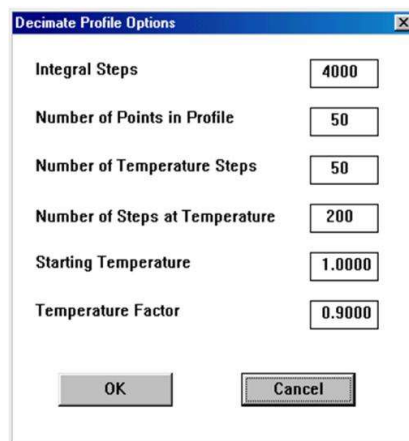 Decimate Profile Options
Integral Steps 4000
Number of Points in Profile 50
Number of Temperature Steps 50
Number of Steps at Temperature 200
Starting Temperature 1.0000
Temperature Factor 0.9000
OK Cancel